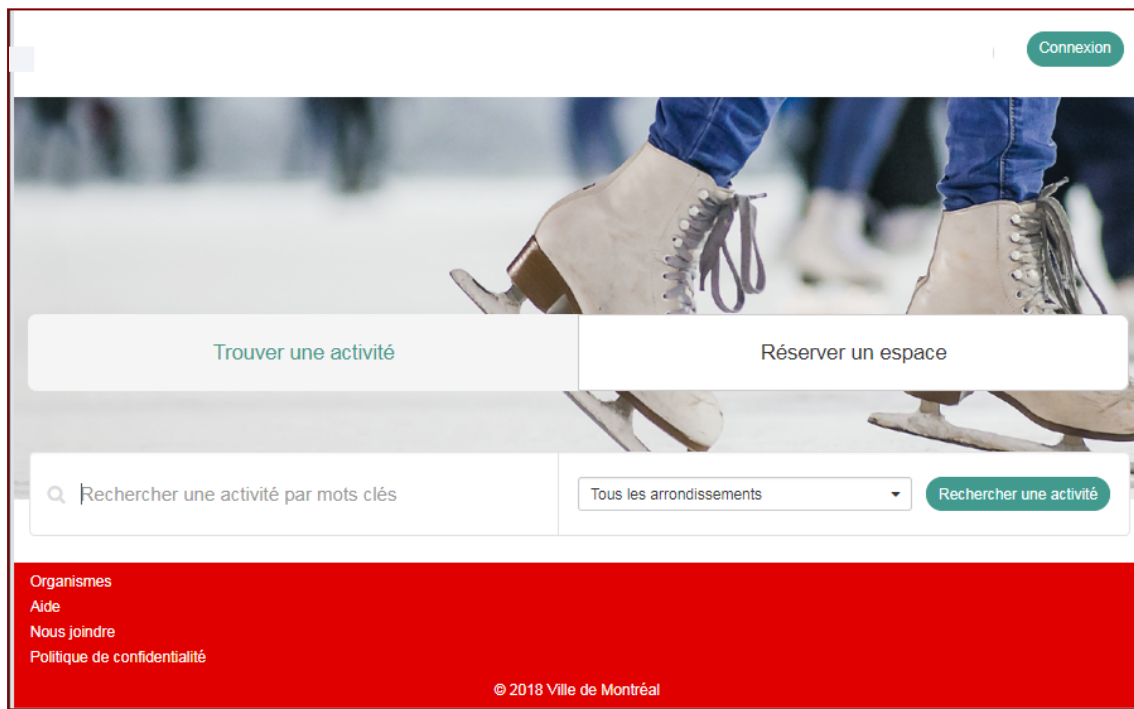 Connexion
Trouver une activité
Réserver un espace
Rechercher une activité par mots clés
Tous les arrondissements
Rechercher une activité
Organismes
Aide
Nous joindre
Politique de confidentialité
© 2018 Ville de Montréal